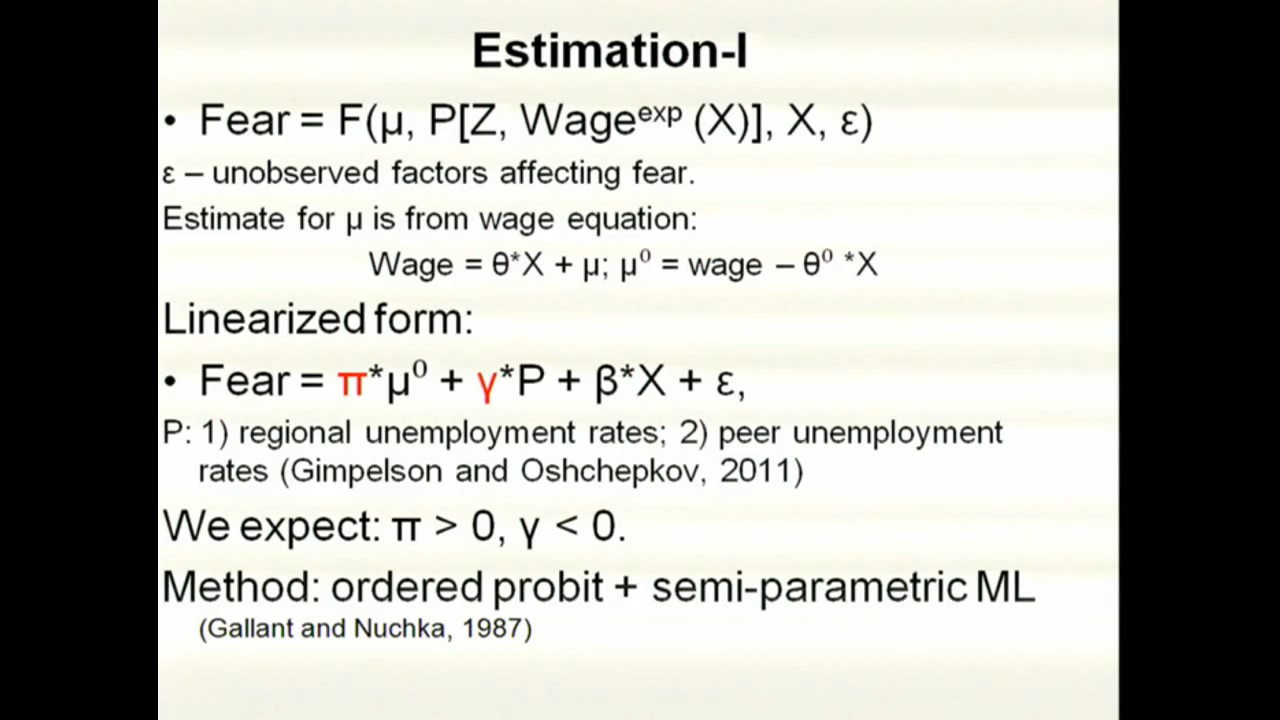 Estimation-I
• Fear = F(μ, P[Z, Wageᵉˣᵖ (X)], X, ε)
ε – unobserved factors affecting fear.
Estimate for μ is from wage equation:
Wage = θ*X + μ; μ⁰ = wage – θ⁰ *X
Linearized form:
• Fear = π*μ⁰ + γ*P + β*X + ε,
P: 1) regional unemployment rates; 2) peer unemployment
rates (Gimpelson and Oshchepkov, 2011)
We expect: π > 0, γ < 0.
Method: ordered probit + semi-parametric ML
(Gallant and Nuchka, 1987)